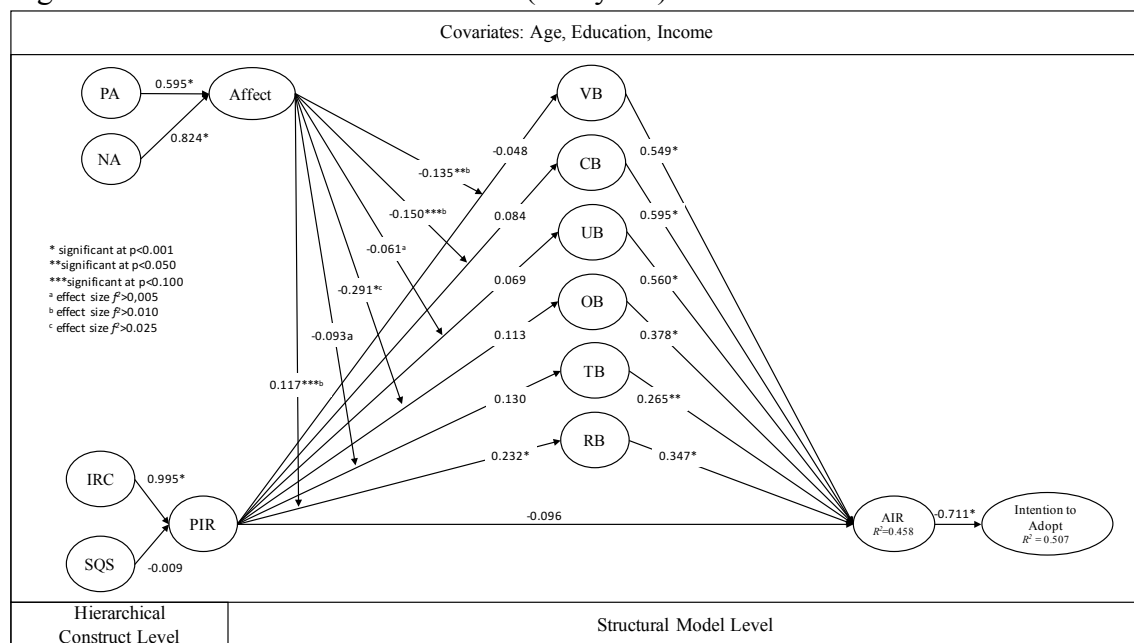 Covariates: Age, Education, Income
PA
0.595*
Affect
NA
0.824*
VB
CB
UB
OB
TB
RB
-0.048
0.084
0.069
0.113
0.130
0.232*
-0.135**ᵇ
-0.150***ᵇ
-0.061ᵃ
-0.291*ᶜ
-0.093a
0.117***ᵇ
* significant at p<0.001
**significant at p<0.050
***significant at p<0.100
ᵃ effect size f²>0,005
ᵇ effect size f²>0.010
ᶜ effect size f²>0.025
0.549*
0.595*
0.560*
0.378*
0.265**
0.347*
IRC
0.995*
PIR
SQS
-0.009
-0.096
AIR
R²=0.458
-0.711*
Intention to
Adopt
R² = 0.507
Hierarchical
Construct Level
Structural Model Level